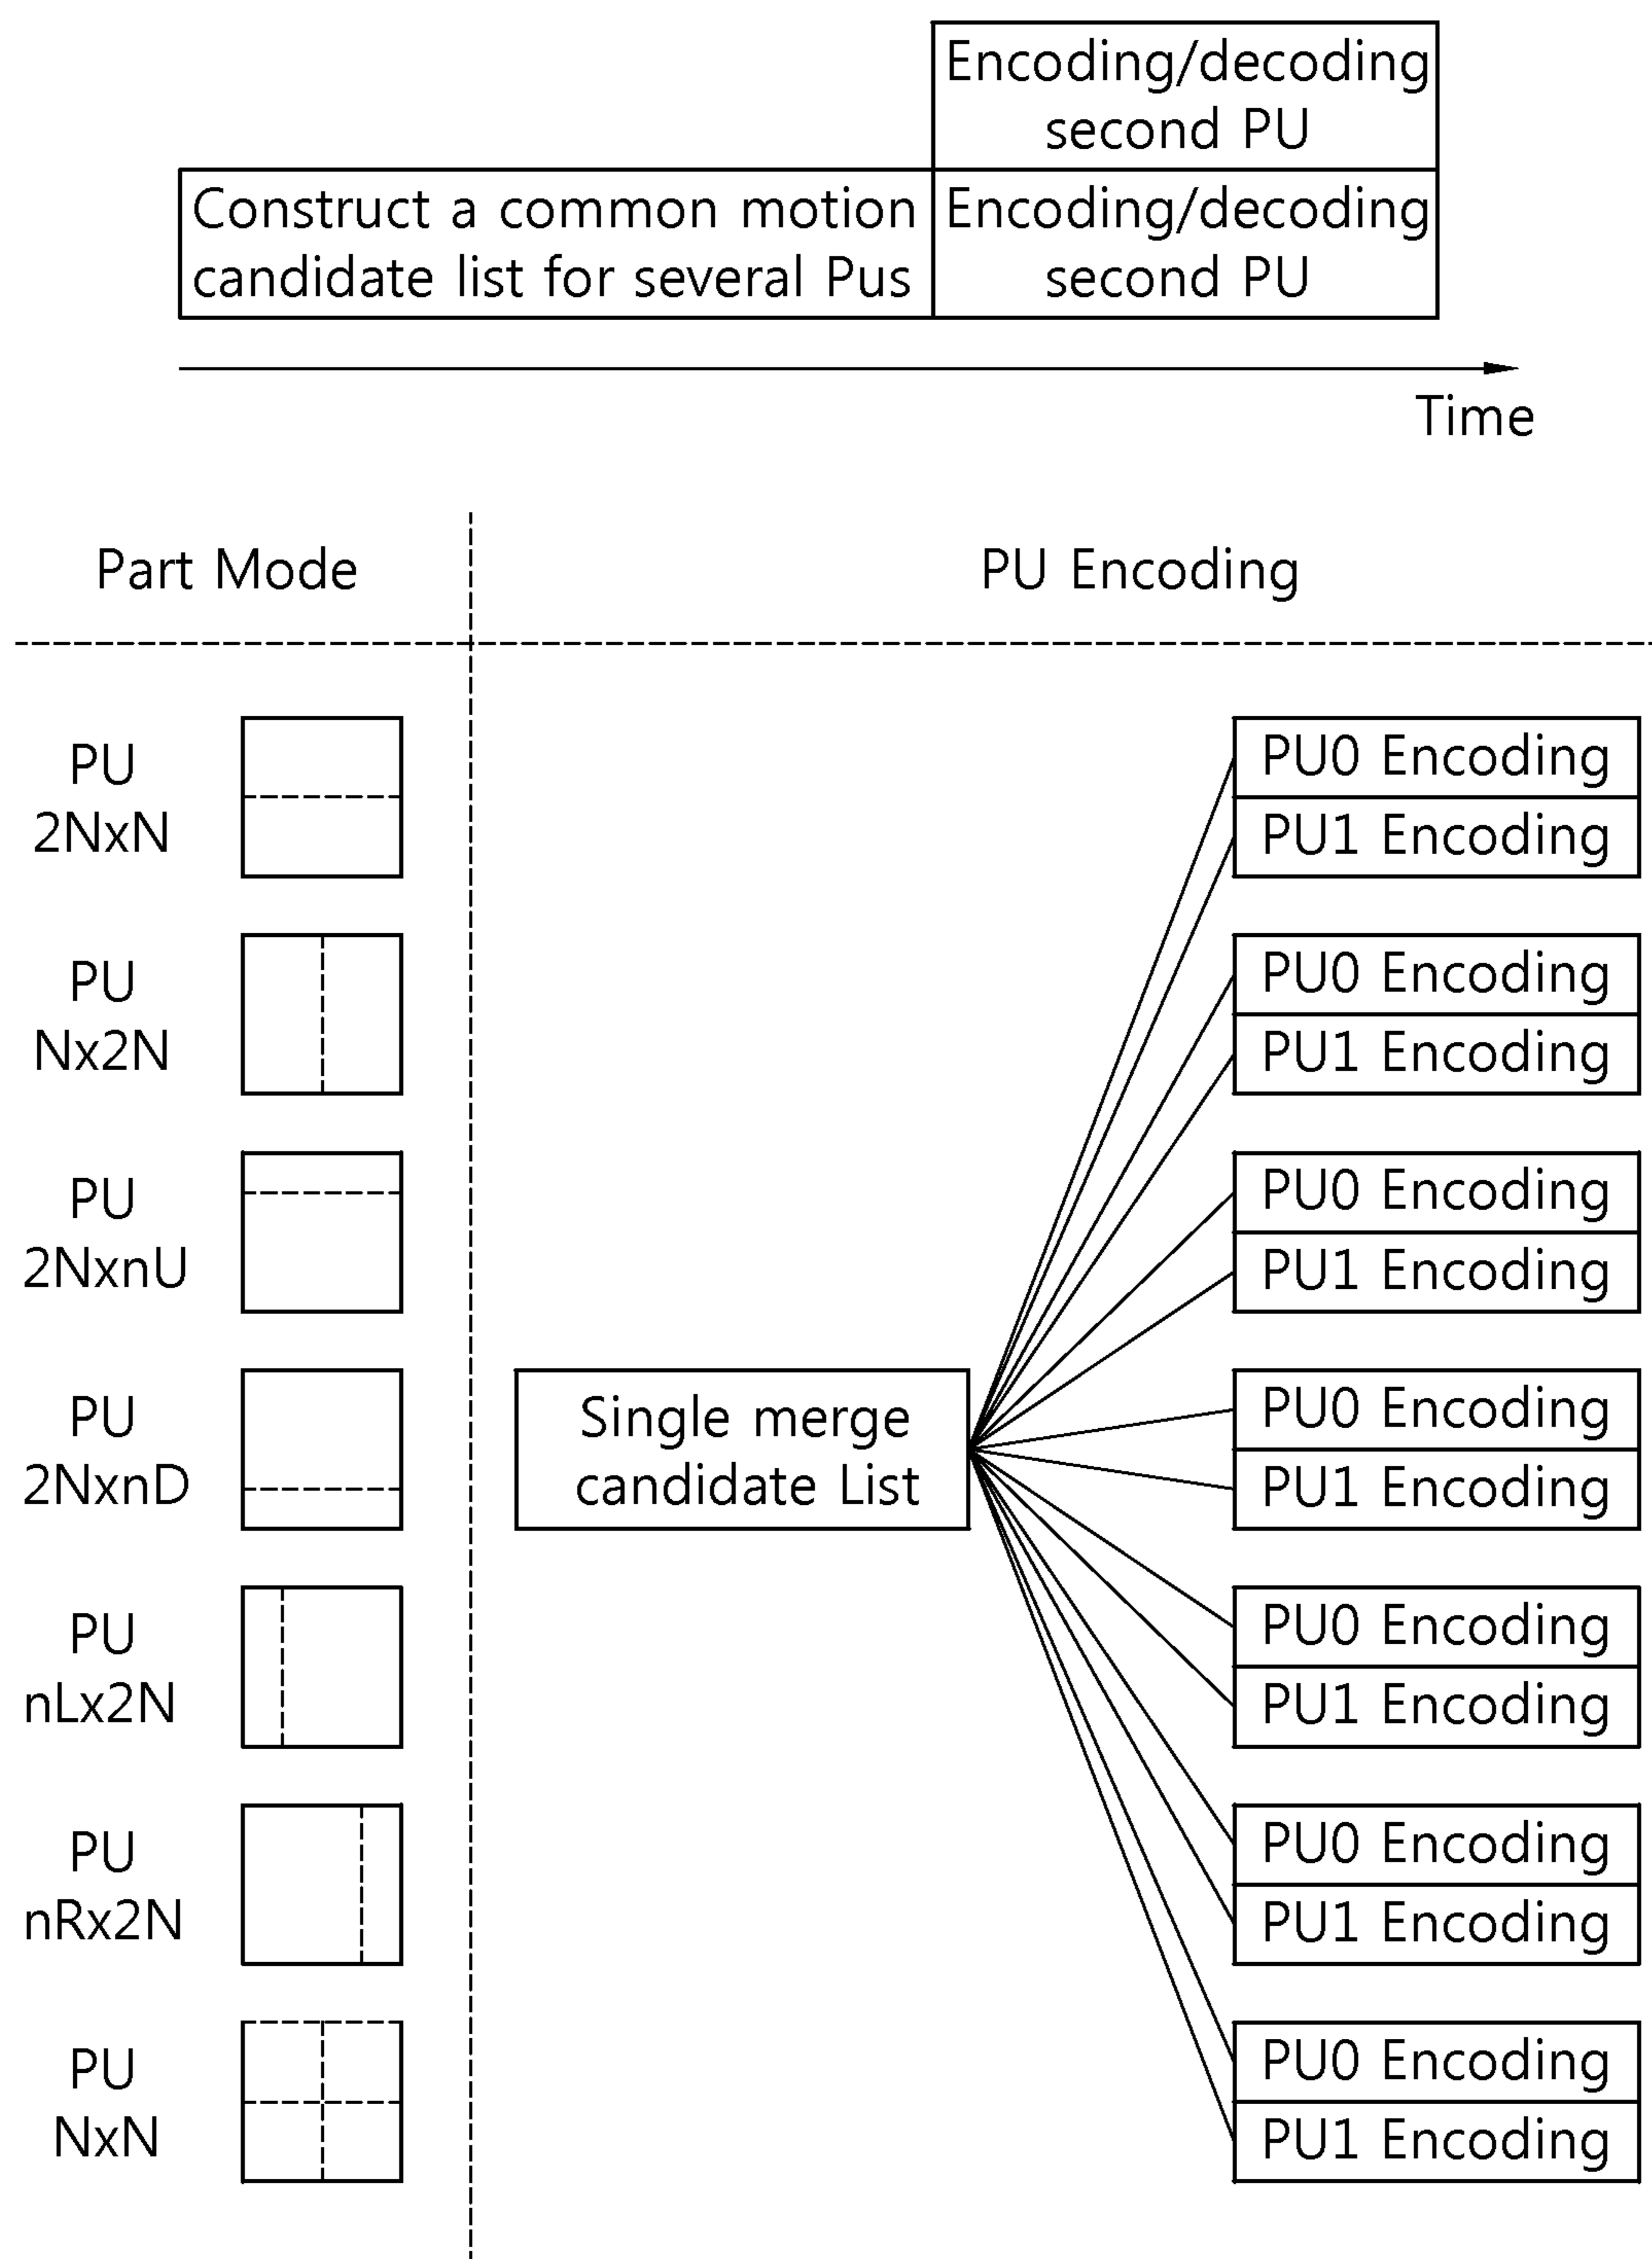 Encoding/decoding
second PU
Construct a common motion
candidate list for several Pus
Encoding/decoding
second PU
Time
Part Mode
PU Encoding
PU
2NxN
PU0 Encoding
PU1 Encoding
PU
Nx2N
PU0 Encoding
PU1 Encoding
PU
2NxnU
PU0 Encoding
PU1 Encoding
PU
2NxnD
Single merge
candidate List
PU0 Encoding
PU1 Encoding
PU
nLx2N
PU0 Encoding
PU1 Encoding
PU
nRx2N
PU0 Encoding
PU1 Encoding
PU
NxN
PU0 Encoding
PU1 Encoding